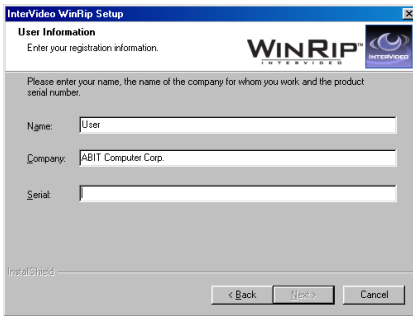 InterVideo WinRip Setup
User Information
Enter your registration information.
WINRIP™
INTERVIDEO
INTERVIDEO
Please enter your name, the name of the company for whom you work and the product
serial number.
Name: User
Company: ABIT Computer Corp.
Serial:
InstallShield
< Back Next > Cancel